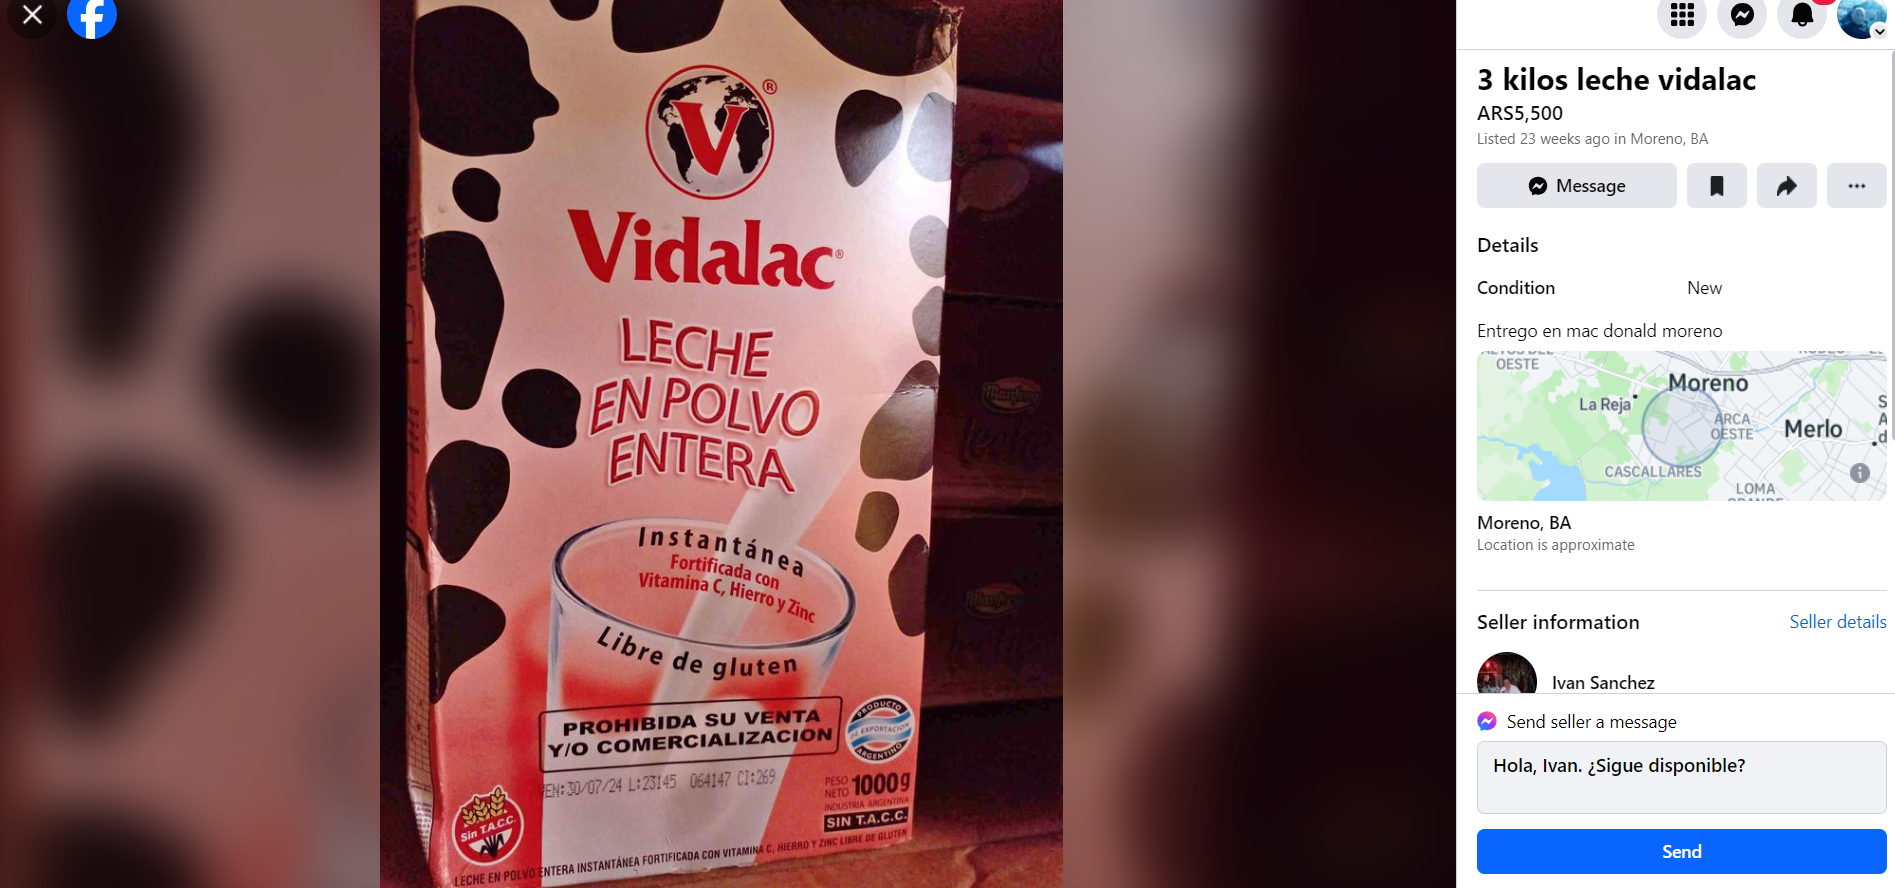 ®
V
Vidalac®
LECHE
EN POLVO
ENTERA
Instantánea
Fortificada con
Vitamina C, Hierro y Zinc
Libre de gluten
PROHIBIDA SU VENTA
Y/O COMERCIALIZACIÓN
PRODUCTO
DE EXPORTACIÓN
ARGENTINO
VEN:30/07/24 L:23145 064147 CI:269
PESO
NETO 1000g
INDUSTRIA ARGENTINA
SIN T.A.C.C.
Sin T.A.C.C.
LECHE EN POLVO ENTERA INSTANTÁNEA FORTIFICADA CON VITAMINA C, HIERRO Y ZINC LIBRE DE GLUTEN
leche
3 kilos leche vidalac
ARS5,500
Listed 23 weeks ago in Moreno, BA
Message
Details
Condition New
Entrego en mac donald moreno
OESTE
Moreno
La Reja
ARCA
OESTE
Merlo
CASCALLARES
LOMA
GRANDE
Moreno, BA
Location is approximate
Seller information
Seller details
Ivan Sanchez
Send seller a message
Hola, Ivan. ¿Sigue disponible?
Send